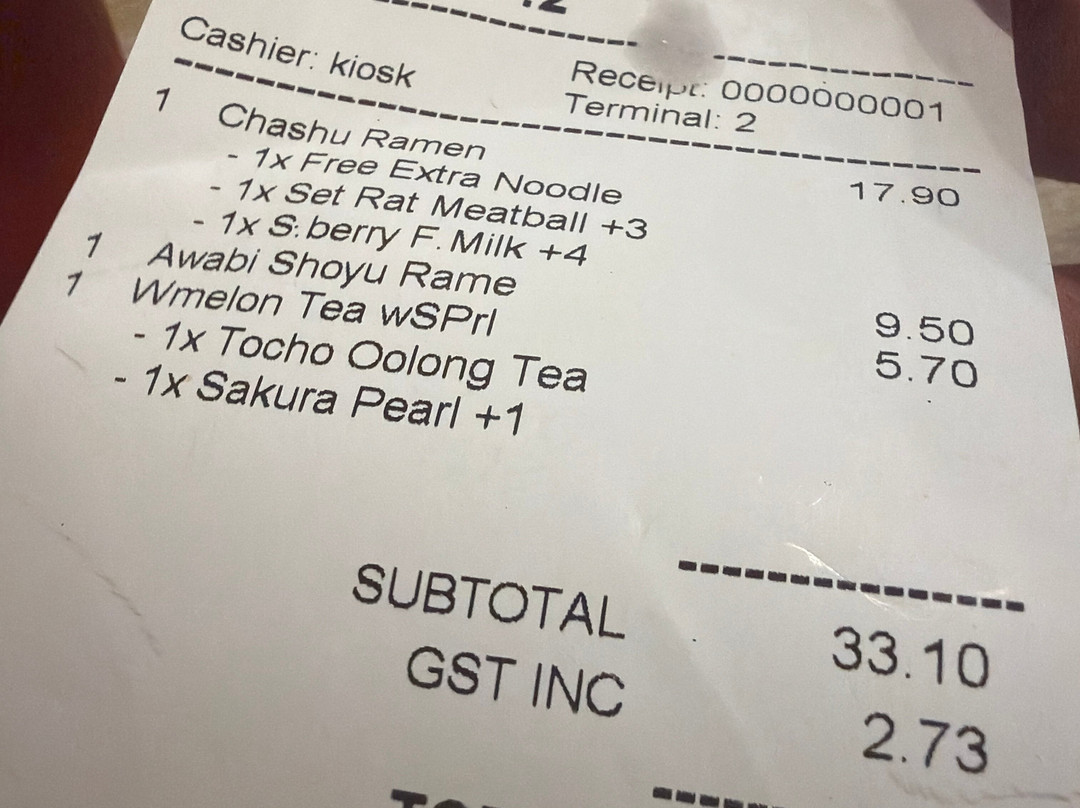 Cashier: kiosk
Receipt: 0000000001
Terminal: 2
1 Chashu Ramen 17.90
- 1x Free Extra Noodle
- 1x Set Rat Meatball +3
- 1x S:berry F.Milk +4
1 Awabi Shoyu Rame 9.50
1 Wmelon Tea wSPrl 5.70
- 1x Tocho Oolong Tea
- 1x Sakura Pearl +1
SUBTOTAL 33.10
GST INC 2.73